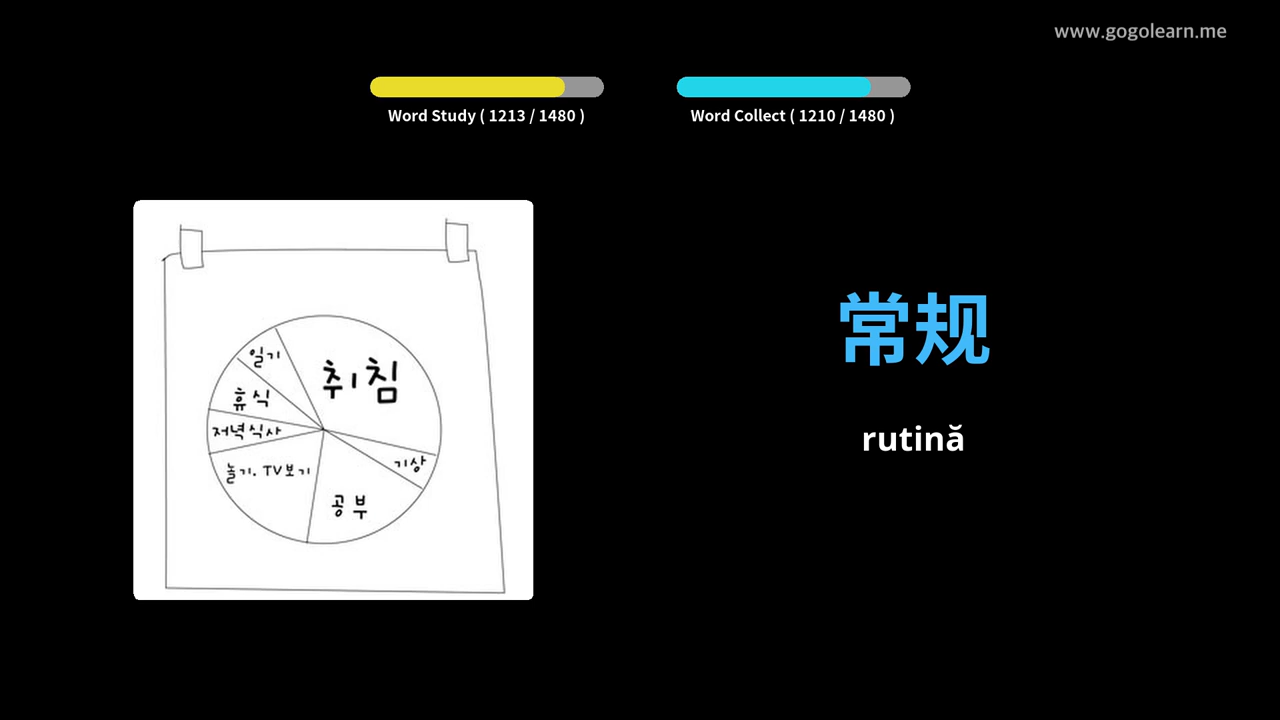 www.gogolearn.me
Word Study ( 1213 / 1480 )
Word Collect ( 1210 / 1480 )
일기
취침
휴식
저녁식사
기상
놀기. TV보기
공부
常规
rutină